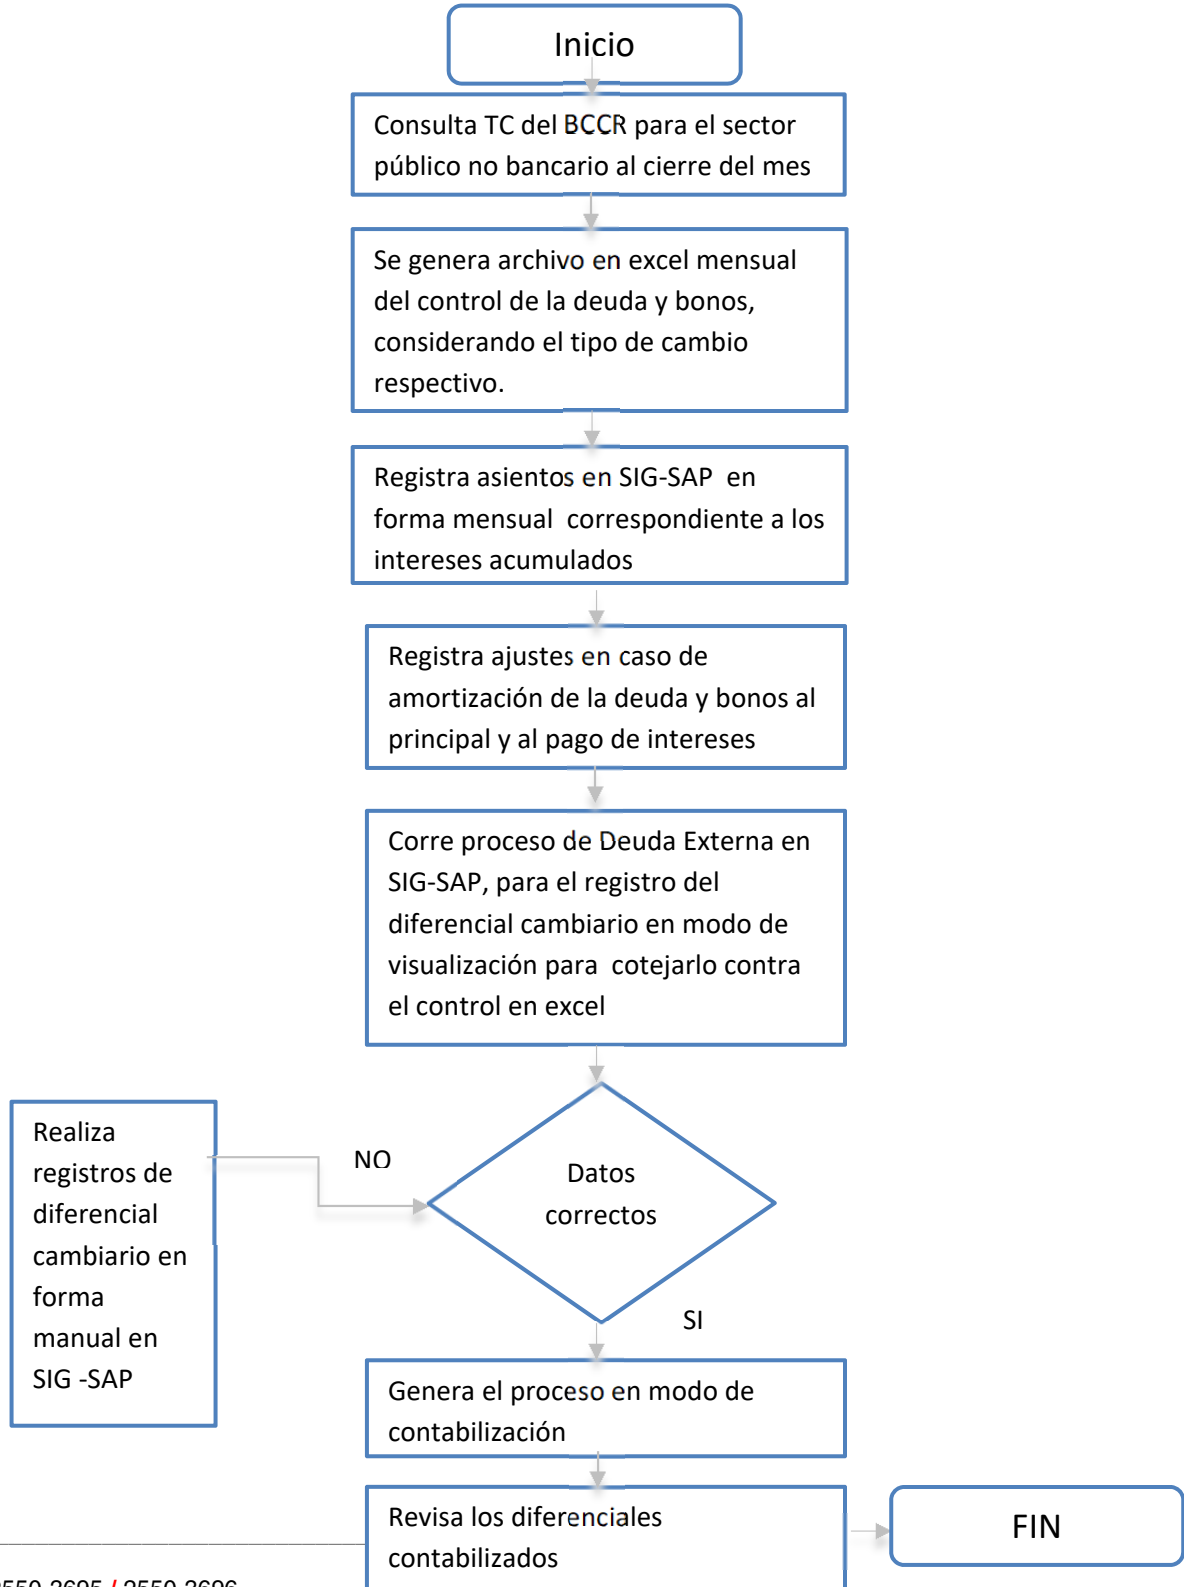 Inicio
Consulta TC del BCCR para el sector
público no bancario al cierre del mes
Se genera archivo en excel mensual
del control de la deuda y bonos,
considerando el tipo de cambio
respectivo.
Registra asientos en SIG-SAP en
forma mensual correspondiente a los
intereses acumulados
Registra ajustes en caso de
amortización de la deuda y bonos al
principal y al pago de intereses
Corre proceso de Deuda Externa en
SIG-SAP, para el registro del
diferencial cambiario en modo de
visualización para cotejarlo contra
el control en excel
Realiza
registros de
diferencial
cambiario en
forma
manual en
SIG -SAP
NO
Datos
correctos
SI
Genera el proceso en modo de
contabilización
Revisa los diferenciales
contabilizados
FIN
2550-2695 / 2550-2696